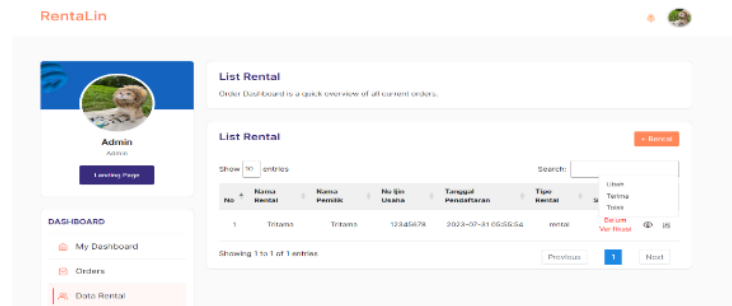 RentaLin
List Rental
Order Dashboard is a quick overview of all current orders.
Admin
Admin
Landing Page
List Rental
+ Rental
Show 10 entries
Search:
No Nama Rental Nama Pemilik No Ijin Usaha Tanggal Pendaftaran Tipe Rental S
Ubah
Terima
Tolak
1 Tritama Tritama 12345678 2023-07-31 05:55:54 rental Belum Verifikasi
Showing 1 to 1 of 1 entries
Previous 1 Next
DASHBOARD
My Dashboard
Orders
Data Rental